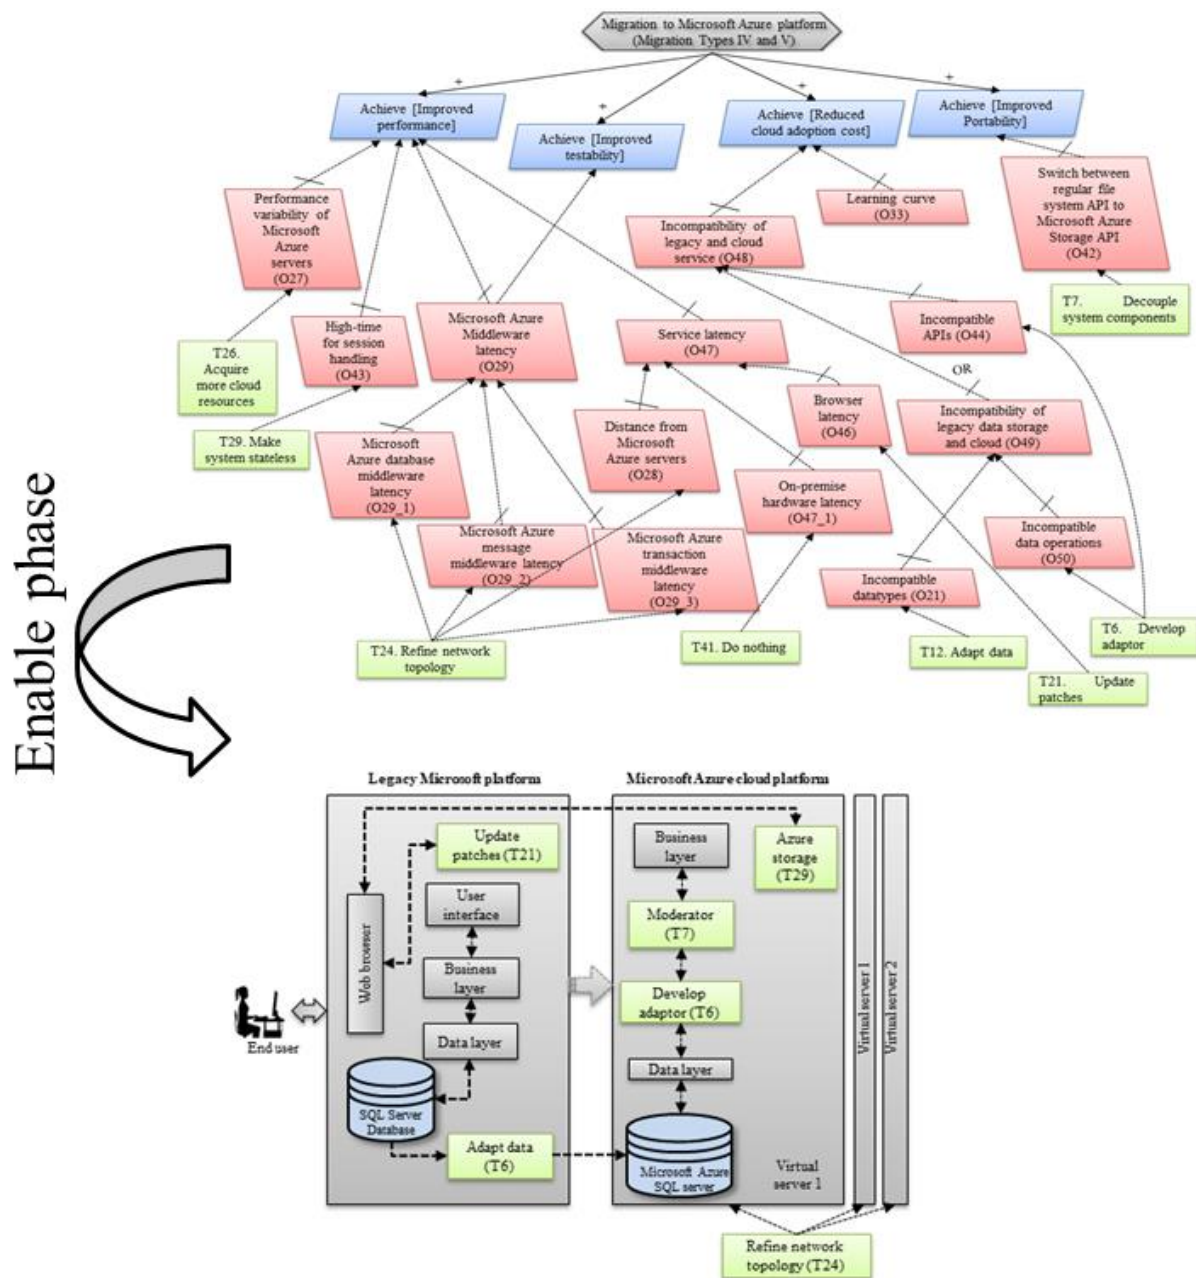 Migration to Microsoft Azure platform
(Migration Types IV and V)
+
+
+
+
Achieve [Improved
performance]
Achieve [Improved
testability]
Achieve [Reduced
cloud adoption cost]
Achieve [Improved
Portability]
Performance
variability of
Microsoft
Azure
servers
(O27)
Learning curve
(O33)
Switch between
regular file
system API to
Microsoft Azure
Storage API
(O42)
Incompatibility of
legacy and cloud
service (O48)
T7. Decouple
system components
High-time
for session
handling
(O43)
Microsoft Azure
Middleware
latency
(O29)
Service latency
(O47)
Incompatible
APIs (O44)
OR
T26.
Acquire
more cloud
resources
Browser
latency
(O46)
Incompatibility of
legacy data storage
and cloud (O49)
T29. Make
system stateless
Microsoft
Azure database
middleware
latency
(O29_1)
Distance from
Microsoft
Azure servers
(O28)
On-premise
hardware latency
(O47_1)
Microsoft Azure
message
middleware latency
(O29_2)
Microsoft Azure
transaction
middleware
latency
(O29_3)
Incompatible
data operations
(O50)
Incompatible
datatypes (O21)
T24. Refine network
topology
T41. Do nothing
T12. Adapt data
T6. Develop
adaptor
T21. Update
patches
Enable phase
Legacy Microsoft platform
Microsoft Azure cloud platform
Update
patches (T21)
Business
layer
Azure
storage
(T29)
User
interface
Moderator
(T7)
Web browser
Business
layer
Develop
adaptor (T6)
Virtual server 1
Virtual server 2
End user
Data layer
Data layer
SQL Server
Database
Adapt data
(T6)
Microsoft Azure
SQL server
Virtual
server 1
Refine network
topology (T24)